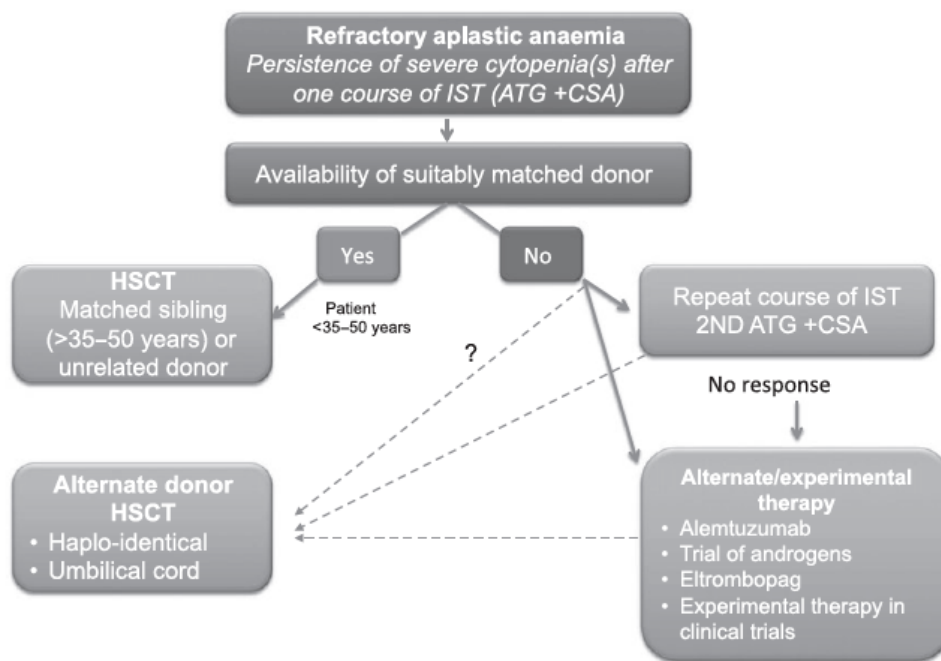 Refractory aplastic anaemia
Persistence of severe cytopenia(s) after
one course of IST (ATG +CSA)
Availability of suitably matched donor
Yes
No
HSCT
Matched sibling
(>35–50 years) or
unrelated donor
Patient
<35–50 years
Repeat course of IST
2ND ATG +CSA
?
No response
Alternate donor
HSCT
• Haplo-identical
• Umbilical cord
Alternate/experimental
therapy
• Alemtuzumab
• Trial of androgens
• Eltrombopag
• Experimental therapy in
clinical trials